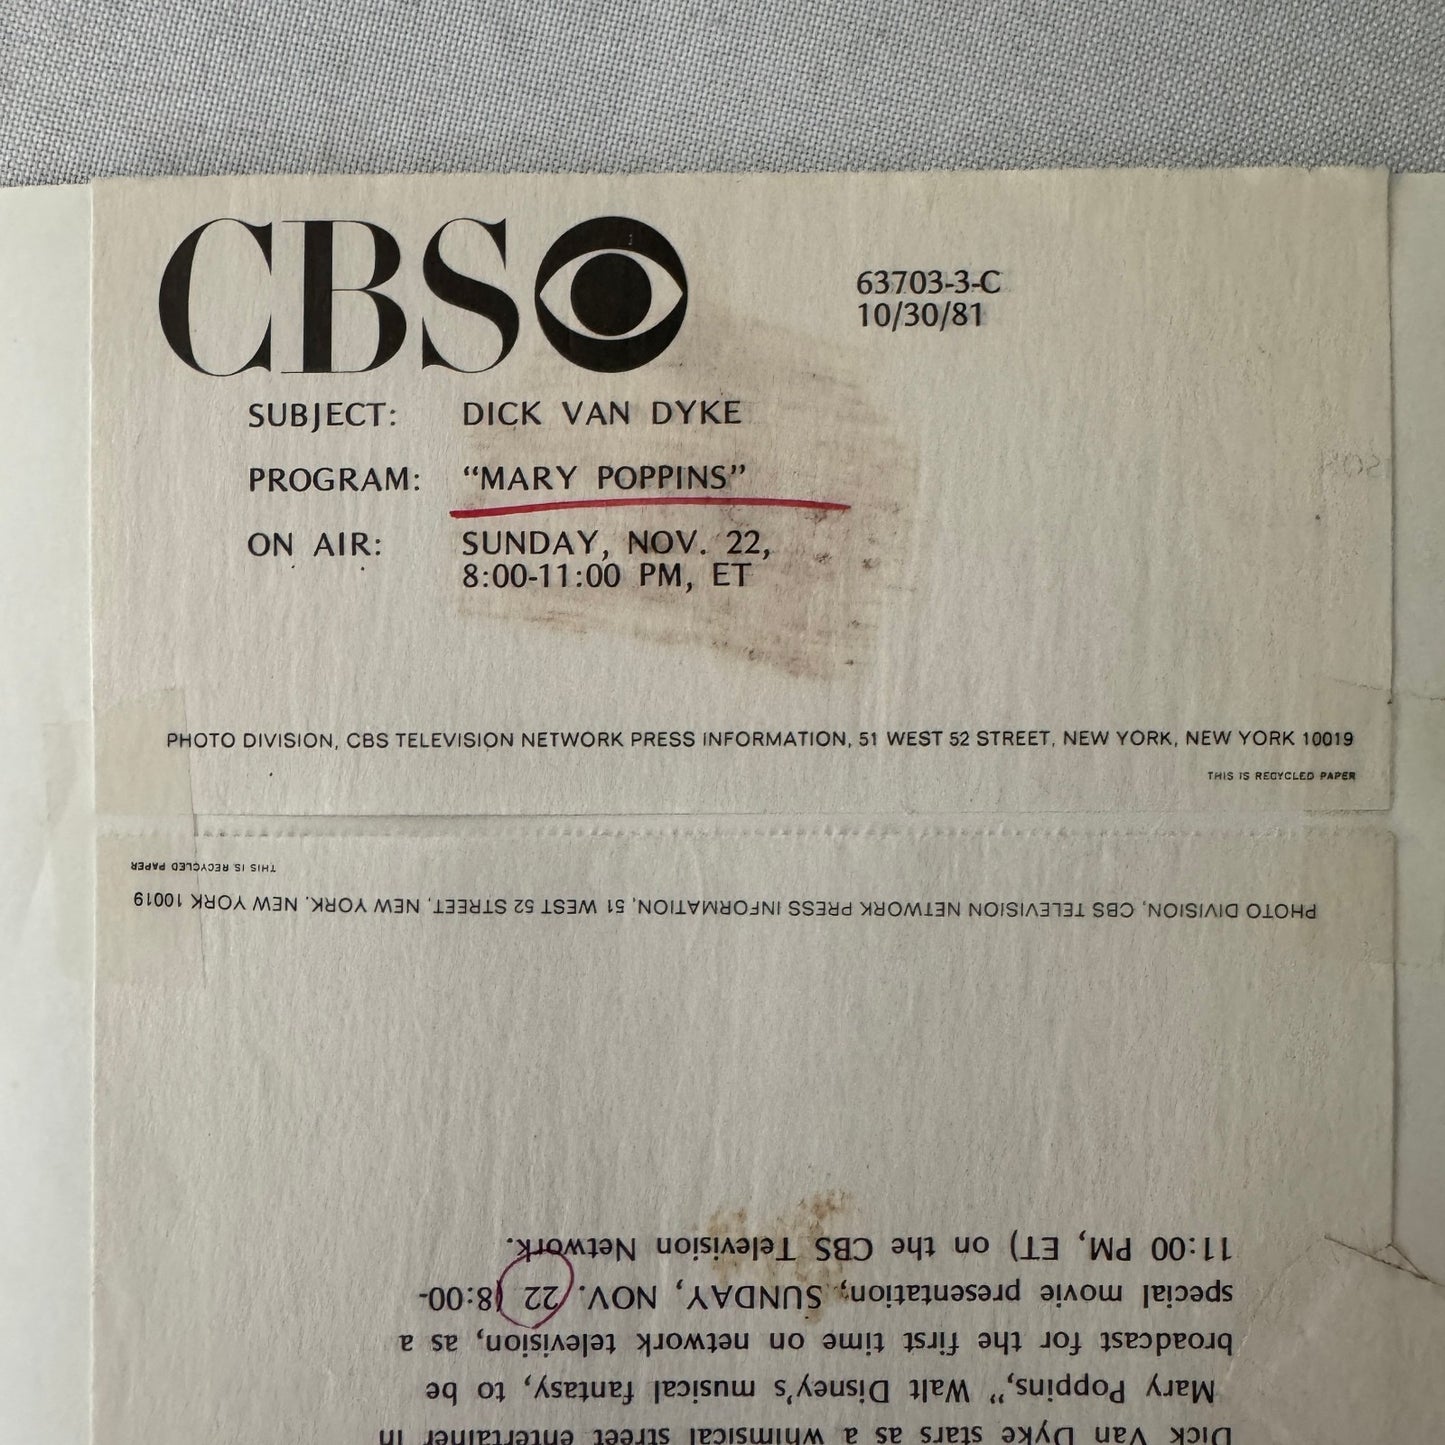 CBS
63703-3-C
10/30/81
SUBJECT: DICK VAN DYKE
PROGRAM: "MARY POPPINS"
ON AIR: SUNDAY, NOV. 22,
8:00-11:00 PM, ET
PHOTO DIVISION, CBS TELEVISION NETWORK PRESS INFORMATION, 51 WEST 52 STREET, NEW YORK, NEW YORK 10019
THIS IS RECYCLED PAPER
Dick Van Dyke stars as a whimsical street entertainer in
Mary Poppins," Walt Disney's musical fantasy, to be
broadcast for the first time on network television, as a
special movie presentation, SUNDAY, NOV. 22 (8:00-
11:00 PM, ET) on the CBS Television Network.
PHOTO DIVISION, CBS TELEVISION NETWORK PRESS INFORMATION, 51 WEST 52 STREET, NEW YORK, NEW YORK 10019
THIS IS RECYCLED PAPER